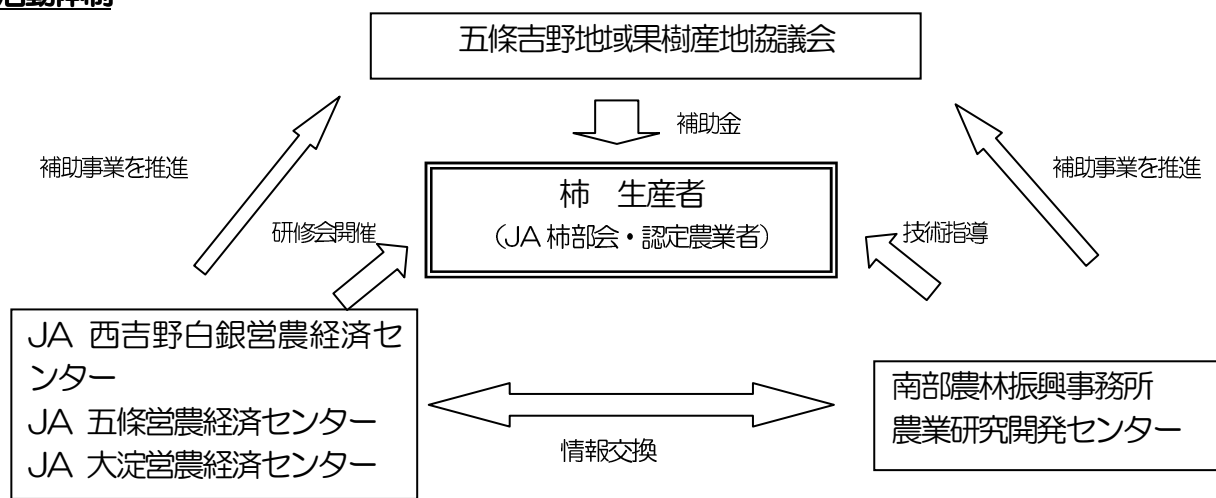 五條吉野地域果樹産地協議会
補助金
補助事業を推進
補助事業を推進
柿 生産者
（JA 柿部会・認定農業者）
研修会開催
技術指導
JA 西吉野白銀営農経済セ
ンター
JA 五條営農経済センター
JA 大淀営農経済センター
南部農林振興事務所
農業研究開発センター
情報交換